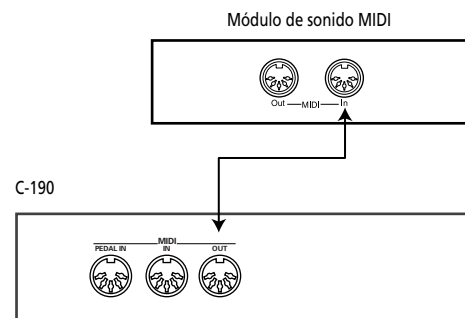 Módulo de sonido MIDI
Out MIDI In
C-190
MIDI
PEDAL IN IN OUT